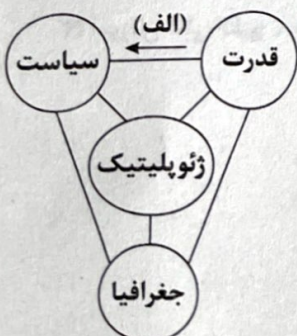 (الف)
قدرت
سیاست
ژئوپلیتیک
جغرافیا